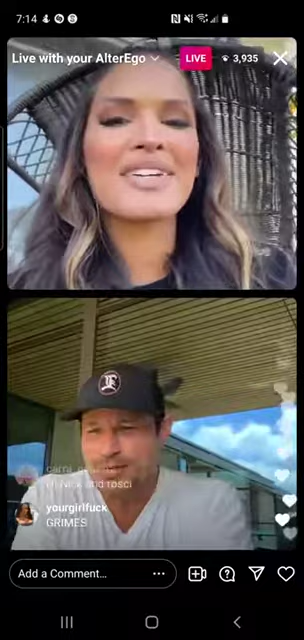 7:14
Live with your AlterEgo
LIVE
3,935
yourgirlfuck
GRIMES
Add a Comment...